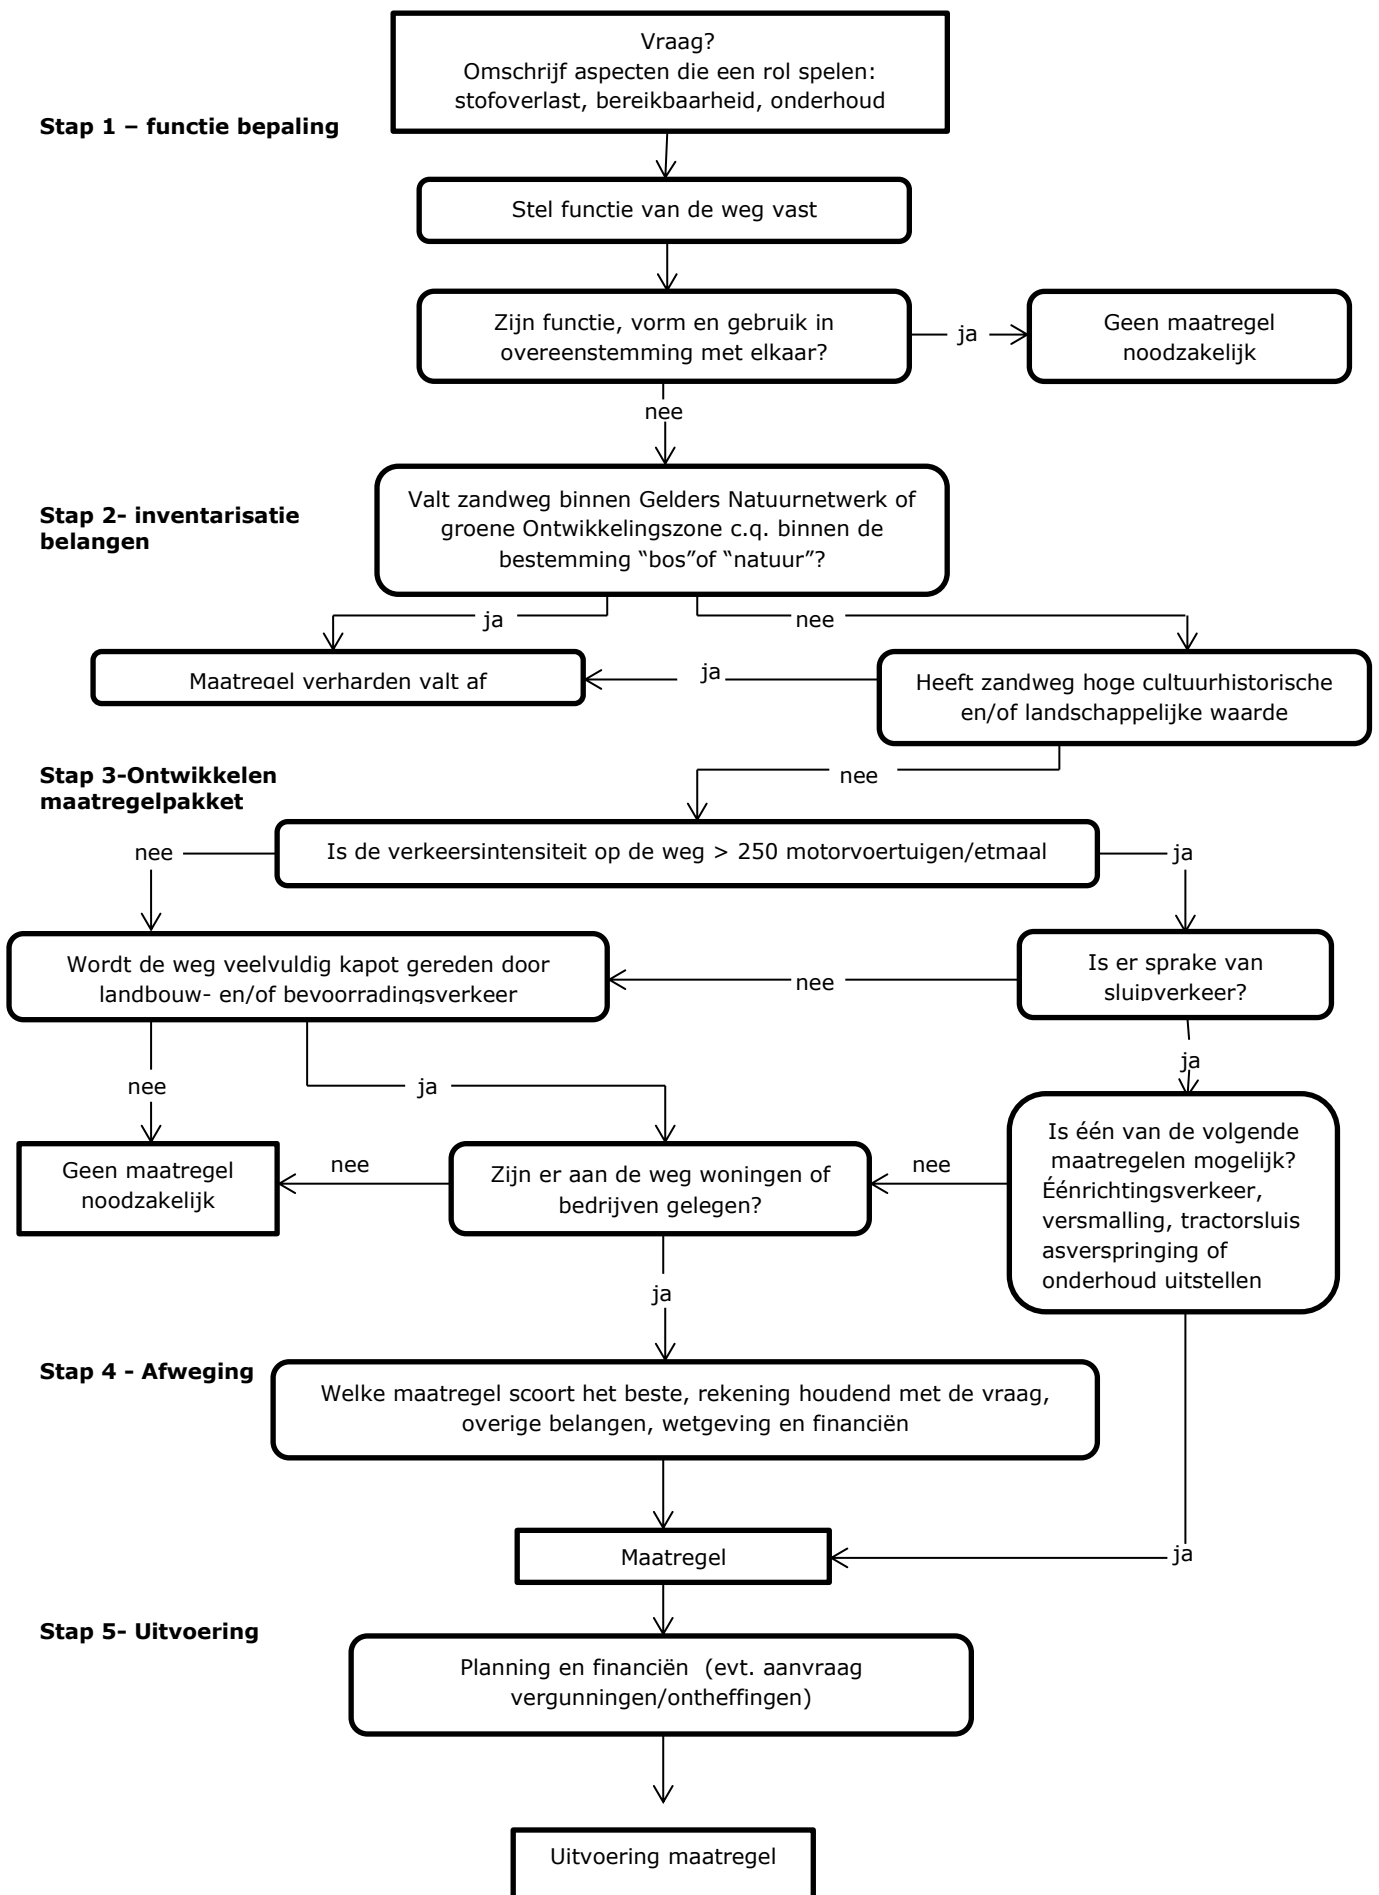 Vraag?
Omschrijf aspecten die een rol spelen:
stofoverlast, bereikbaarheid, onderhoud
Stap 1 – functie bepaling
Stel functie van de weg vast
Zijn functie, vorm en gebruik in
overeenstemming met elkaar?
ja
Geen maatregel
noodzakelijk
nee
Stap 2- inventarisatie
belangen
Valt zandweg binnen Gelders Natuurnetwerk of
groene Ontwikkelingszone c.q. binnen de
bestemming “bos”of “natuur”?
ja
nee
Maatregel verharden valt af
ja
Heeft zandweg hoge cultuurhistorische
en/of landschappelijke waarde
Stap 3-Ontwikkelen
maatregelpakket
nee
nee
Is de verkeersintensiteit op de weg > 250 motorvoertuigen/etmaal
ja
Wordt de weg veelvuldig kapot gereden door
landbouw- en/of bevoorradingsverkeer
nee
Is er sprake van
sluipverkeer?
nee
ja
ja
Geen maatregel
noodzakelijk
nee
Zijn er aan de weg woningen of
bedrijven gelegen?
nee
Is één van de volgende
maatregelen mogelijk?
Éénrichtingsverkeer,
versmalling, tractorsluis
asverspringing of
onderhoud uitstellen
ja
Stap 4 - Afweging
Welke maatregel scoort het beste, rekening houdend met de vraag,
overige belangen, wetgeving en financiën
Maatregel
ja
Stap 5- Uitvoering
Planning en financiën  (evt. aanvraag
vergunningen/ontheffingen)
Uitvoering maatregel